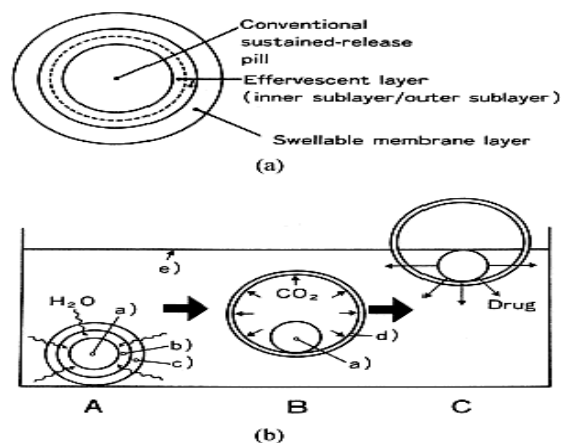 Conventional
sustained-release
pill
Effervescent layer
(inner sublayer/outer sublayer)
Swellable membrane layer
(a)
H₂O
a)
b)
c)
e)
CO₂
d)
a)
Drug
A
B
C
(b)